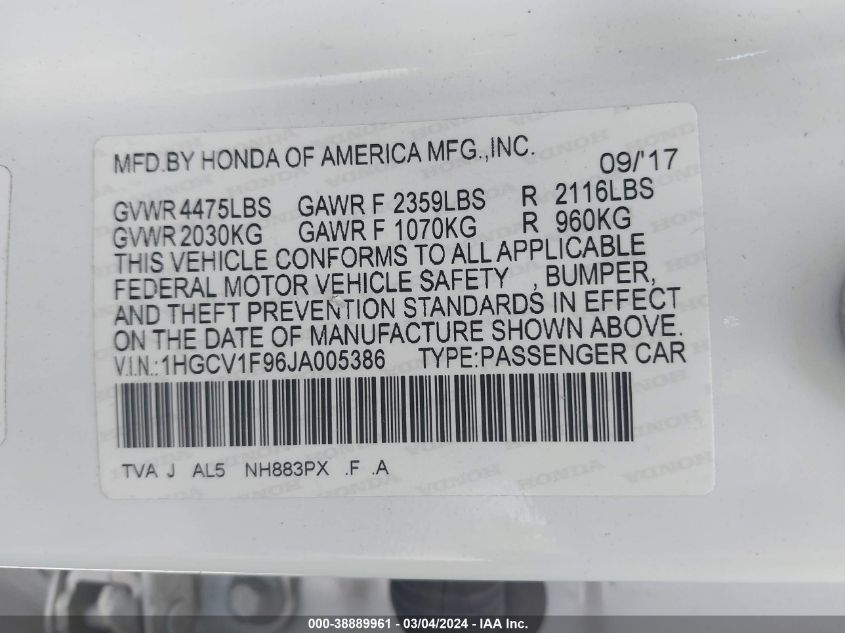 MFD.BY HONDA OF AMERICA MFG.,INC. 09/'17
GVWR 4475LBS GAWR F 2359LBS R 2116LBS
GVWR 2030KG GAWR F 1070KG R 960KG
THIS VEHICLE CONFORMS TO ALL APPLICABLE
FEDERAL MOTOR VEHICLE SAFETY , BUMPER,
AND THEFT PREVENTION STANDARDS IN EFFECT
ON THE DATE OF MANUFACTURE SHOWN ABOVE.
V.I.N.:1HGCV1F96JA005386 TYPE:PASSENGER CAR
TVA J AL5 NH883PX .F .A
000-38889961 - 03/04/2024 - IAA Inc.